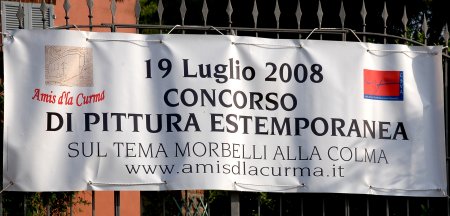 19 Luglio 2008
CONCORSO
DI PITTURA ESTEMPORANEA
SUL TEMA MORBELLI ALLA COLMA
www.amisdlacurma.it
Amis d'la Curma